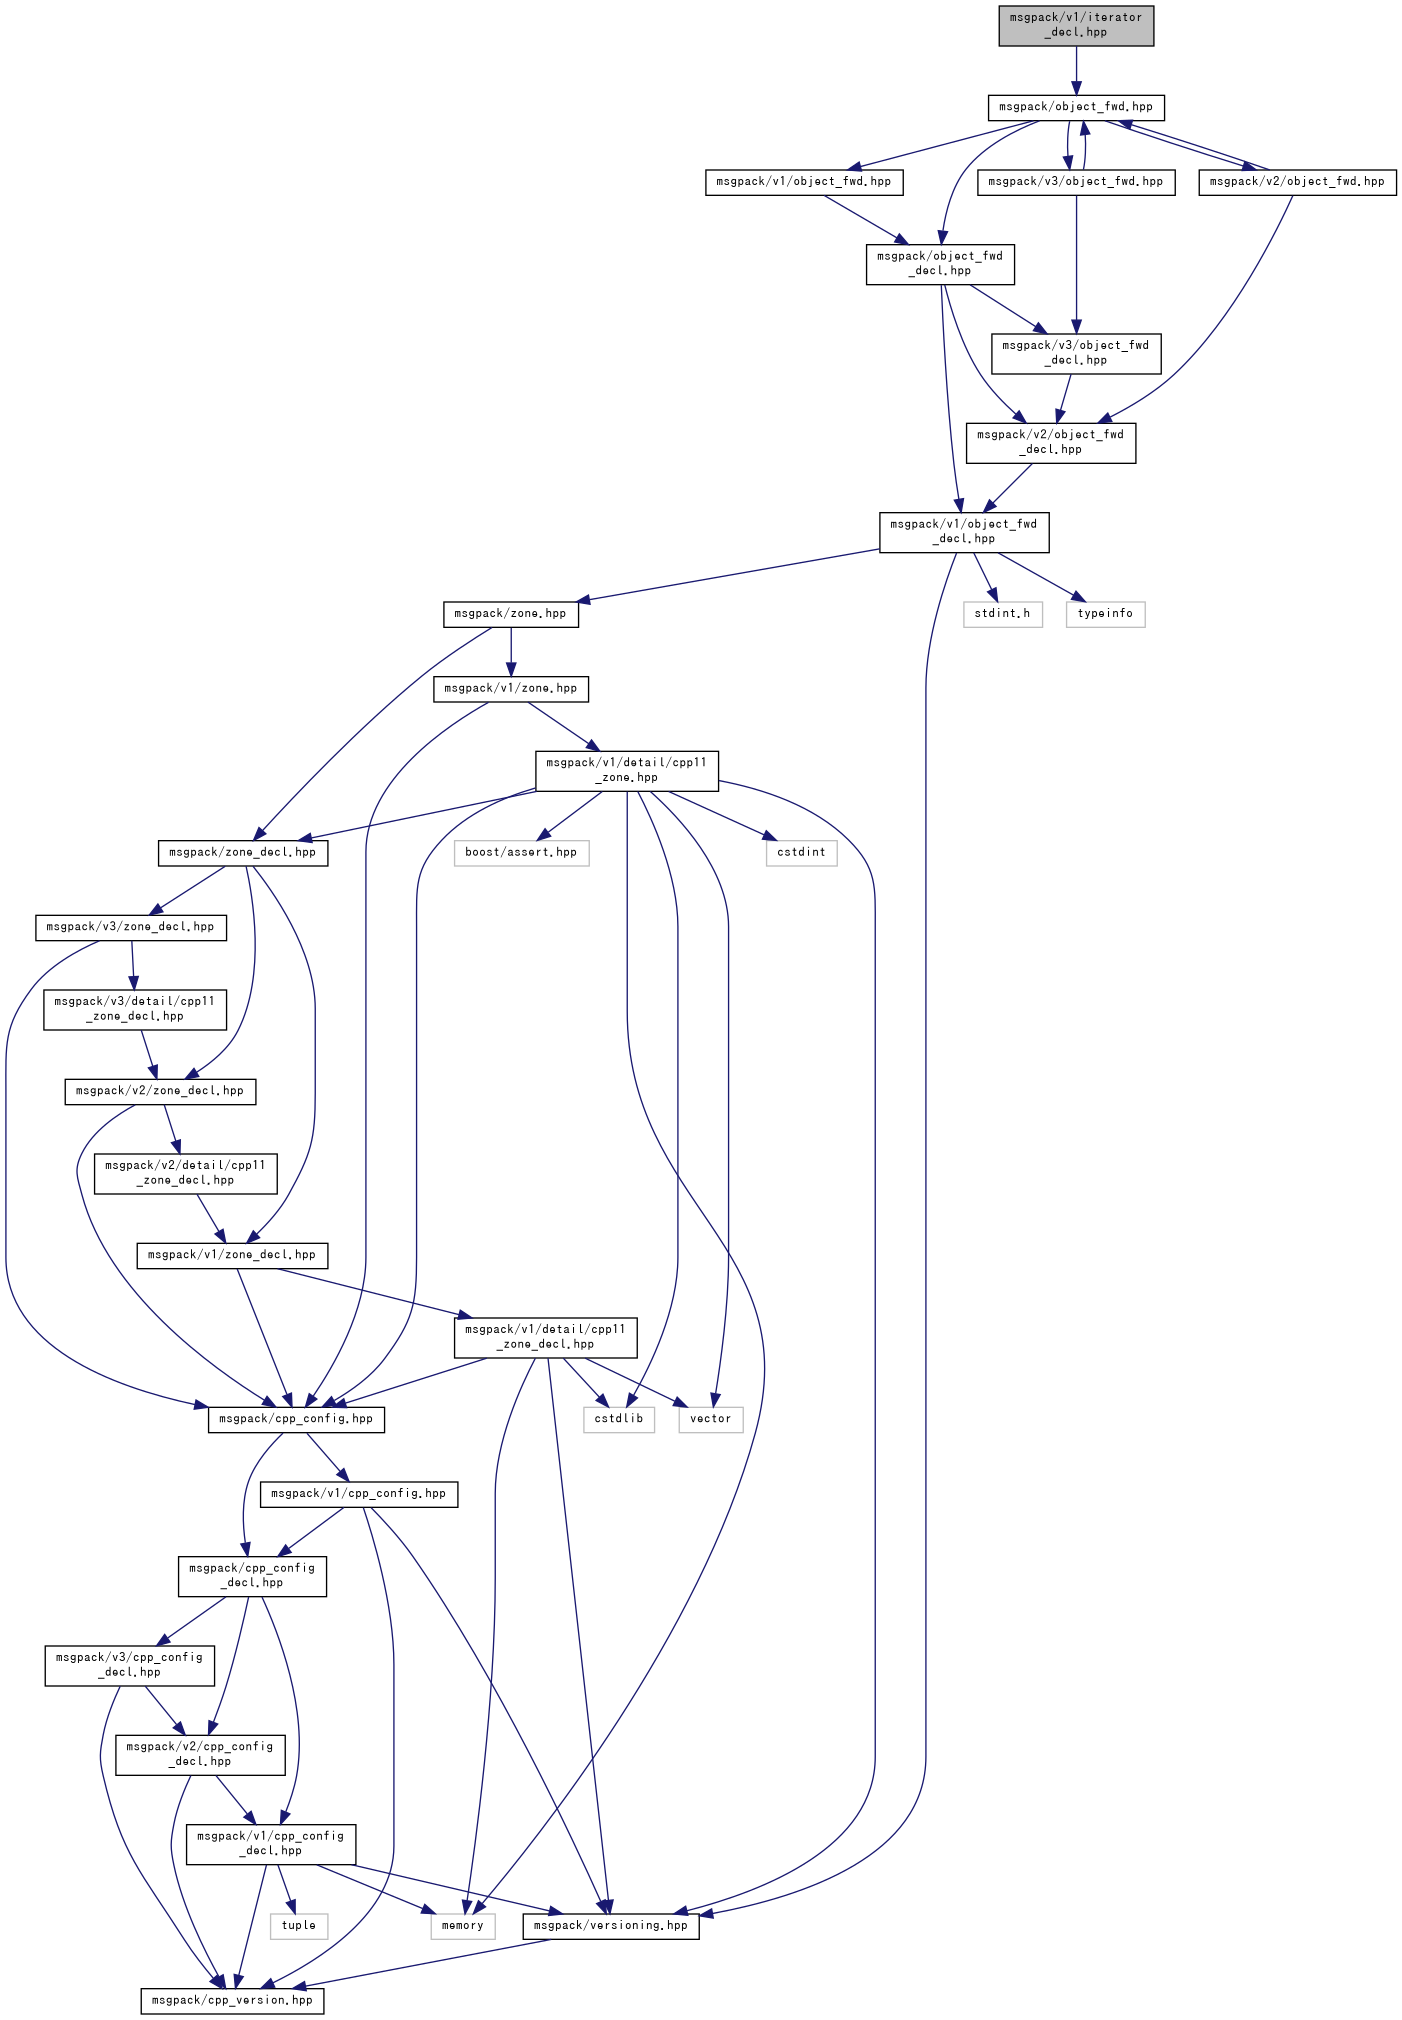 msgpack/v1/iterator
_decl.hpp
msgpack/object_fwd.hpp
msgpack/v1/object_fwd.hpp
msgpack/v3/object_fwd.hpp
msgpack/v2/object_fwd.hpp
msgpack/object_fwd
_decl.hpp
msgpack/v3/object_fwd
_decl.hpp
msgpack/v2/object_fwd
_decl.hpp
msgpack/v1/object_fwd
_decl.hpp
msgpack/zone.hpp
stdint.h
typeinfo
msgpack/v1/zone.hpp
msgpack/v1/detail/cpp11
_zone.hpp
msgpack/zone_decl.hpp
boost/assert.hpp
cstdint
msgpack/v3/zone_decl.hpp
msgpack/v3/detail/cpp11
_zone_decl.hpp
msgpack/v2/zone_decl.hpp
msgpack/v2/detail/cpp11
_zone_decl.hpp
msgpack/v1/zone_decl.hpp
msgpack/v1/detail/cpp11
_zone_decl.hpp
msgpack/cpp_config.hpp
cstdlib
vector
msgpack/v1/cpp_config.hpp
msgpack/cpp_config
_decl.hpp
msgpack/v3/cpp_config
_decl.hpp
msgpack/v2/cpp_config
_decl.hpp
msgpack/v1/cpp_config
_decl.hpp
tuple
memory
msgpack/versioning.hpp
msgpack/cpp_version.hpp